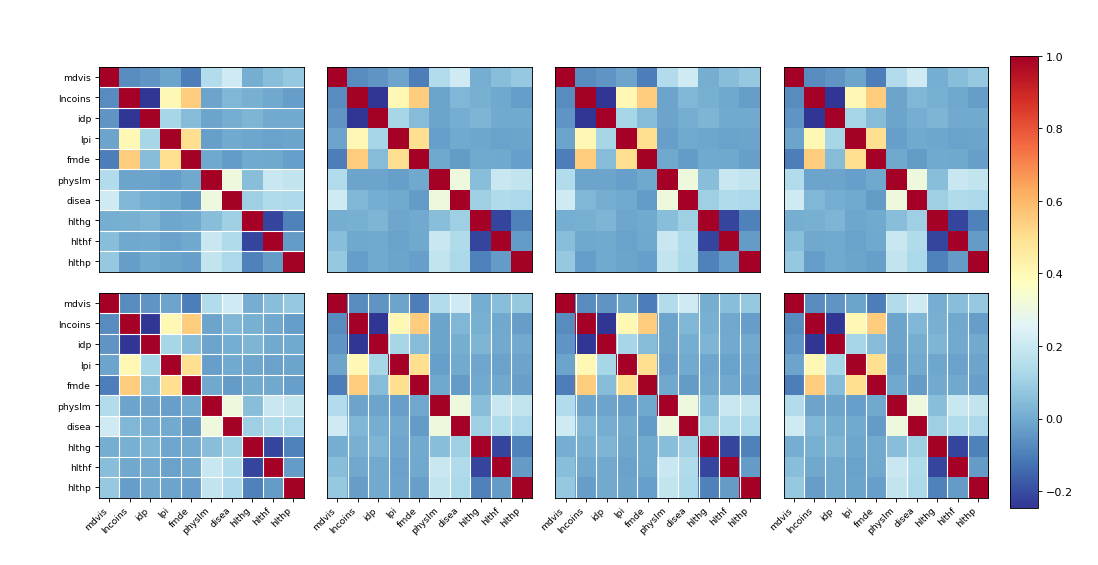 mdvis
lncoins
idp
lpi
fmde
physlm
disea
hlthg
hlthf
hlthp
mdvis
lncoins
idp
lpi
fmde
physlm
disea
hlthg
hlthf
hlthp
mdvis lncoins idp lpi fmde physlm disea hlthg hlthf hlthp
mdvis lncoins idp lpi fmde physlm disea hlthg hlthf hlthp
mdvis lncoins idp lpi fmde physlm disea hlthg hlthf hlthp
mdvis lncoins idp lpi fmde physlm disea hlthg hlthf hlthp
1.0
0.8
0.6
0.4
0.2
0.0
−0.2